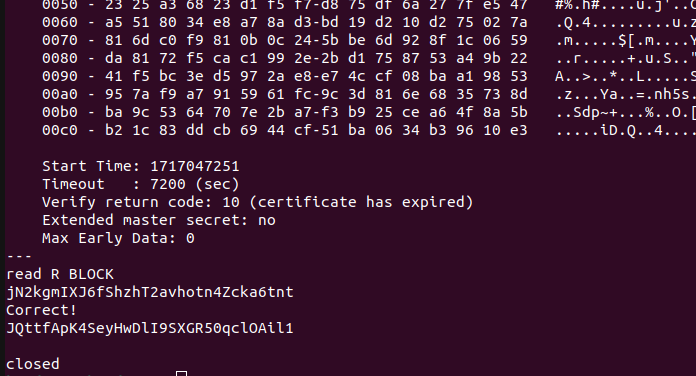 0050 - 23 25 a3 68 23 d1 f5 f7-d8 75 df 6a 27 7f e5 47   #%.h#....u.j'..G
0060 - a5 51 80 34 e8 a7 8a d3-bd 19 d2 10 d2 75 02 7a   .Q.4.........u.z
0070 - 81 6d c0 f9 81 0b 0c 24-5b be 6d 92 8f 1c 06 59   .m.....$[.m....Y
0080 - da 81 72 f5 ca c1 99 2e-2b d1 75 87 53 a4 9b 22   ..r.....+.u.S.."
0090 - 41 f5 bc 3e d5 97 2a e8-e7 4c cf 08 ba a1 98 53   A..>..*..L.....S
00a0 - 95 7a f9 a7 91 59 61 fc-9c 3d 81 6e 68 35 73 8d   .z...Ya..=.nh5s.
00b0 - ba 9c 53 64 70 7e 2b a7-f3 b9 25 ce a6 4f 8a 5b   ..Sdp~+...%..O.[
00c0 - b2 1c 83 dd cb 69 44 cf-51 ba 06 34 b3 96 10 e3   .....iD.Q..4....
Start Time: 1717047251
Timeout   : 7200 (sec)
Verify return code: 10 (certificate has expired)
Extended master secret: no
Max Early Data: 0
---
read R BLOCK
jN2kgmIXJ6fShzhT2avhotn4Zcka6tnt
Correct!
JQttfApK4SeyHwDlI9SXGR50qclOAil1
closed